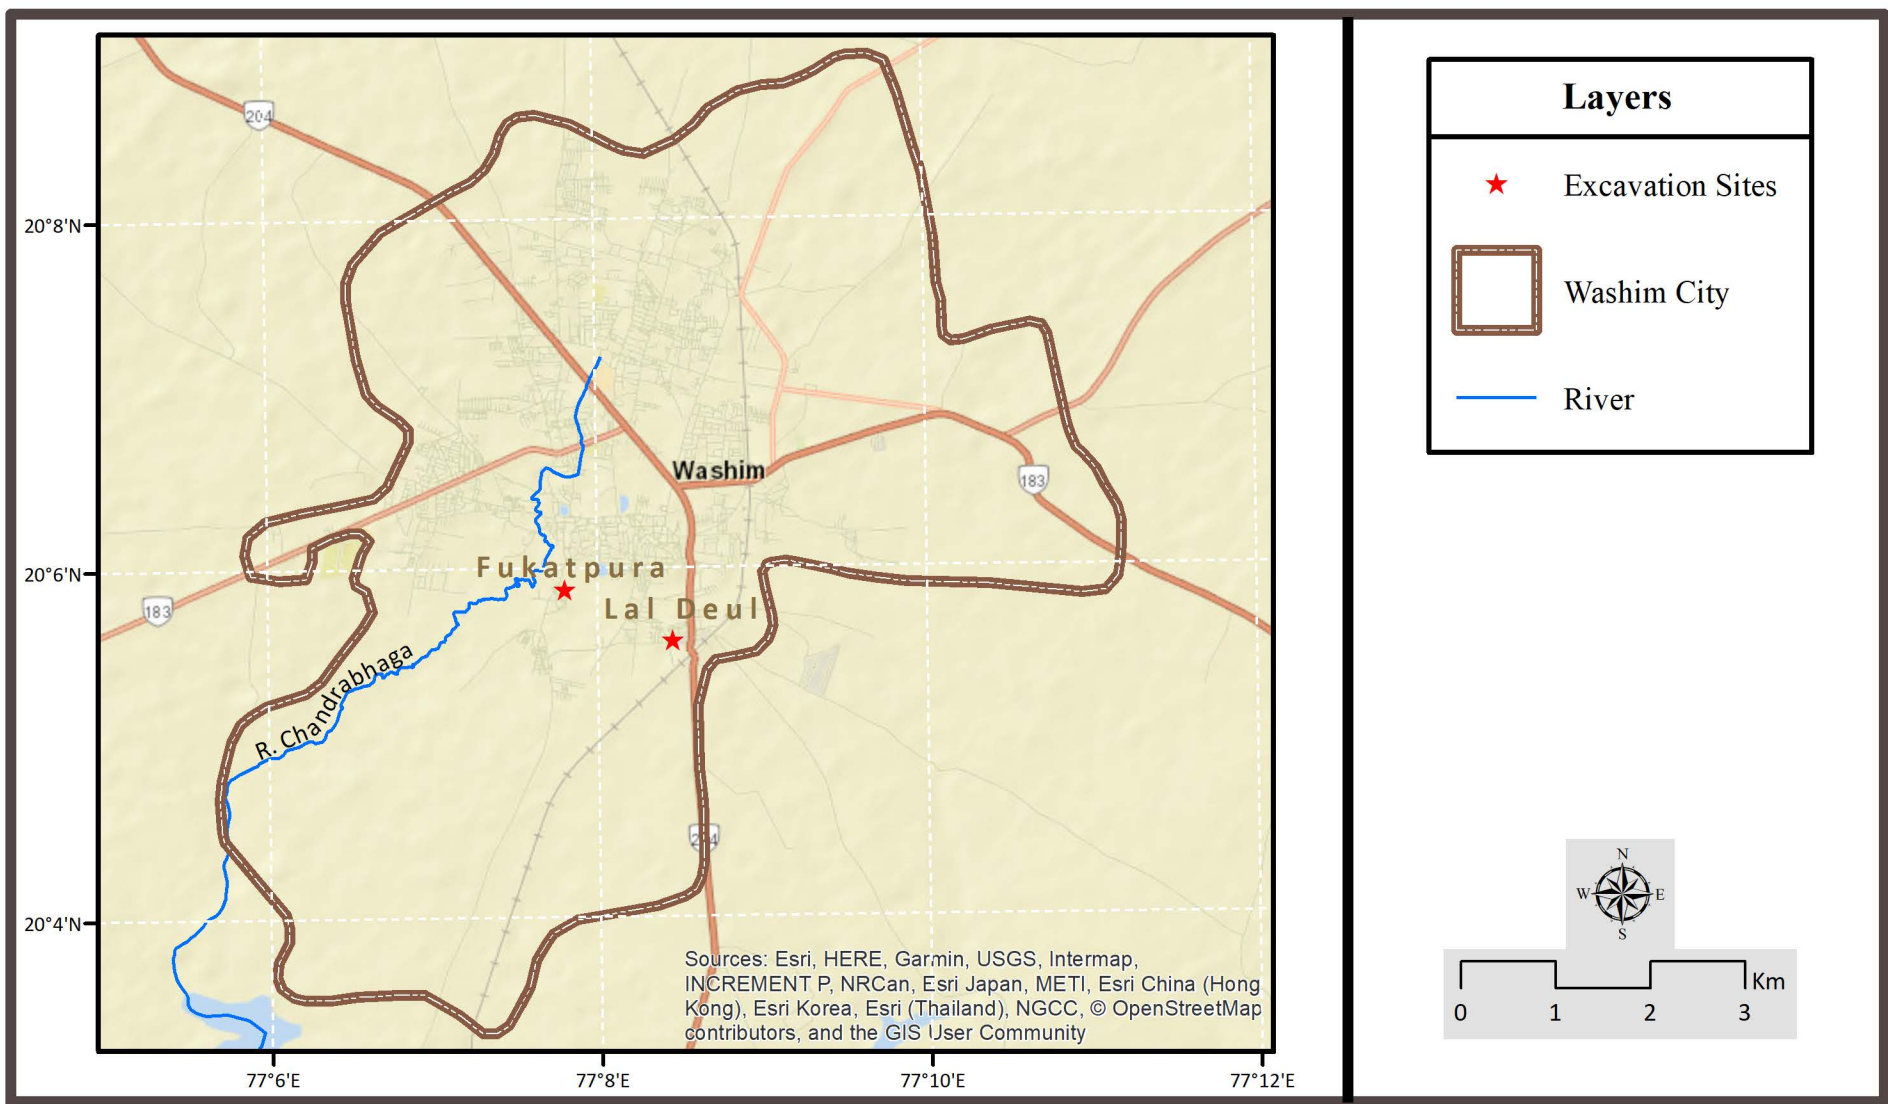 204
20°8'N
Washim
183
Fukatpura
20°6'N
183
Lal Deul
R. Chandrabhaga
204
20°4'N
Sources: Esri, HERE, Garmin, USGS, Intermap,
INCREMENT P, NRCan, Esri Japan, METI, Esri China (Hong
Kong), Esri Korea, Esri (Thailand), NGCC, © OpenStreetMap
contributors, and the GIS User Community
77°6'E
77°8'E
77°10'E
77°12'E
Layers
Excavation Sites
Washim City
River
N
W
E
S
Km
0
1
2
3